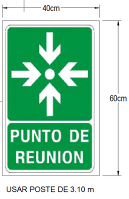 40cm
60cm
PUNTO DE
REUNION
USAR POSTE DE 3.10 m